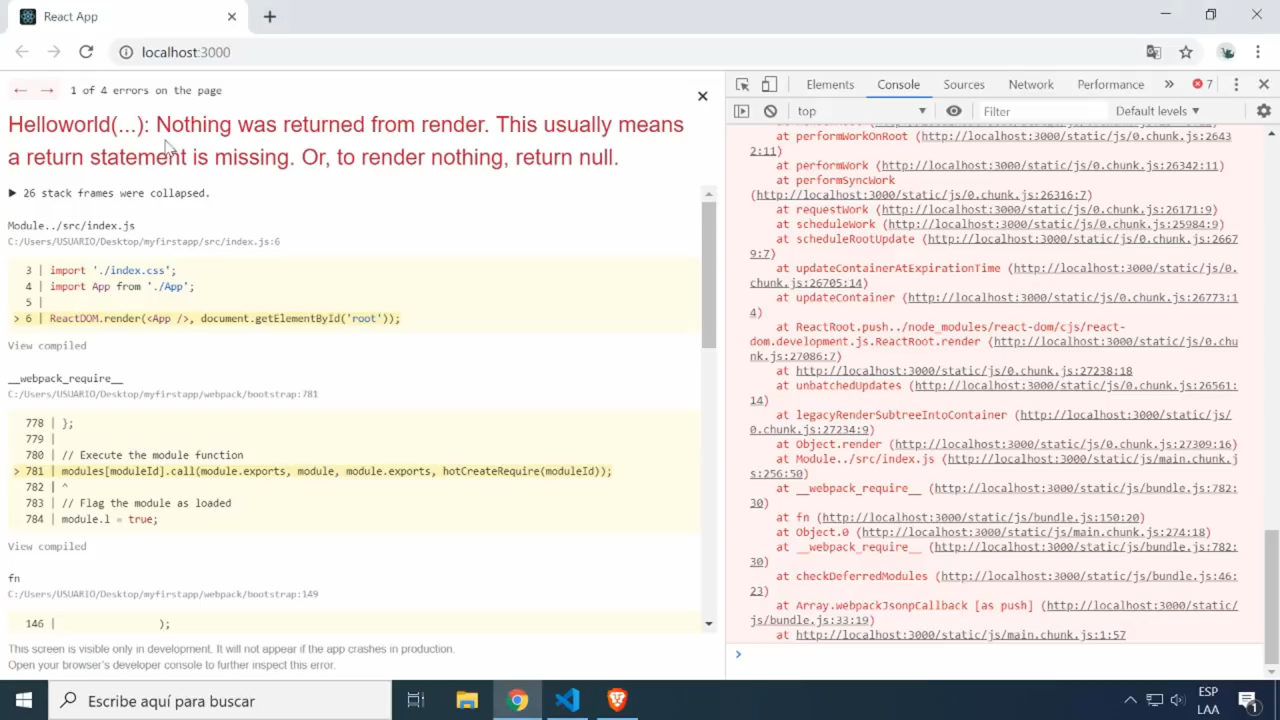 React App
localhost:3000
1 of 4 errors on the page
Helloworld(...): Nothing was returned from render. This usually means
a return statement is missing. Or, to render nothing, return null.
▶ 26 stack frames were collapsed.
Module../src/index.js
C:/Users/USUARIO/Desktop/myfirstapp/src/index.js:6
3 | import './index.css';
4 | import App from './App';
5 |
> 6 | ReactDOM.render(<App />, document.getElementById('root'));
View compiled
__webpack_require__
C:/Users/USUARIO/Desktop/myfirstapp/webpack/bootstrap:781
778 | };
779 |
780 | // Execute the module function
> 781 | modules[moduleId].call(module.exports, module, module.exports, hotCreateRequire(moduleId));
782 | ^
783 | // Flag the module as loaded
784 | module.l = true;
View compiled
fn
C:/Users/USUARIO/Desktop/myfirstapp/webpack/bootstrap:149
146 | );
This screen is visible only in development. It will not appear if the app crashes in production.
Open your browser's developer console to further inspect this error.
Elements Console Sources Network Performance » 7
top Filter Default levels
at performWorkOnRoot (http://localhost:3000/static/js/0.chunk.js:2643
2:11)
at performWork (http://localhost:3000/static/js/0.chunk.js:26342:11)
at performSyncWork
(http://localhost:3000/static/js/0.chunk.js:26316:7)
at requestWork (http://localhost:3000/static/js/0.chunk.js:26171:9)
at scheduleWork (http://localhost:3000/static/js/0.chunk.js:25984:9)
at scheduleRootUpdate (http://localhost:3000/static/js/0.chunk.js:2667
9:7)
at updateContainerAtExpirationTime (http://localhost:3000/static/js/0.
chunk.js:26705:14)
at updateContainer (http://localhost:3000/static/js/0.chunk.js:26773:1
4)
at ReactRoot.push../node_modules/react-dom/cjs/react-
dom.development.js.ReactRoot.render (http://localhost:3000/static/js/0.chu
nk.js:27086:7)
at http://localhost:3000/static/js/0.chunk.js:27238:18
at unbatchedUpdates (http://localhost:3000/static/js/0.chunk.js:26561:
14)
at legacyRenderSubtreeIntoContainer (http://localhost:3000/static/js/
0.chunk.js:27234:9)
at Object.render (http://localhost:3000/static/js/0.chunk.js:27309:16)
at Module../src/index.js (http://localhost:3000/static/js/main.chunk.j
s:256:50)
at __webpack_require__ (http://localhost:3000/static/js/bundle.js:782:
30)
at fn (http://localhost:3000/static/js/bundle.js:150:20)
at Object.0 (http://localhost:3000/static/js/main.chunk.js:274:18)
at __webpack_require__ (http://localhost:3000/static/js/bundle.js:782:
30)
at checkDeferredModules (http://localhost:3000/static/js/bundle.js:46:
23)
at Array.webpackJsonpCallback [as push] (http://localhost:3000/static/
js/bundle.js:33:19)
at http://localhost:3000/static/js/main.chunk.js:1:57
Escribe aquí para buscar
ESP
LAA
1